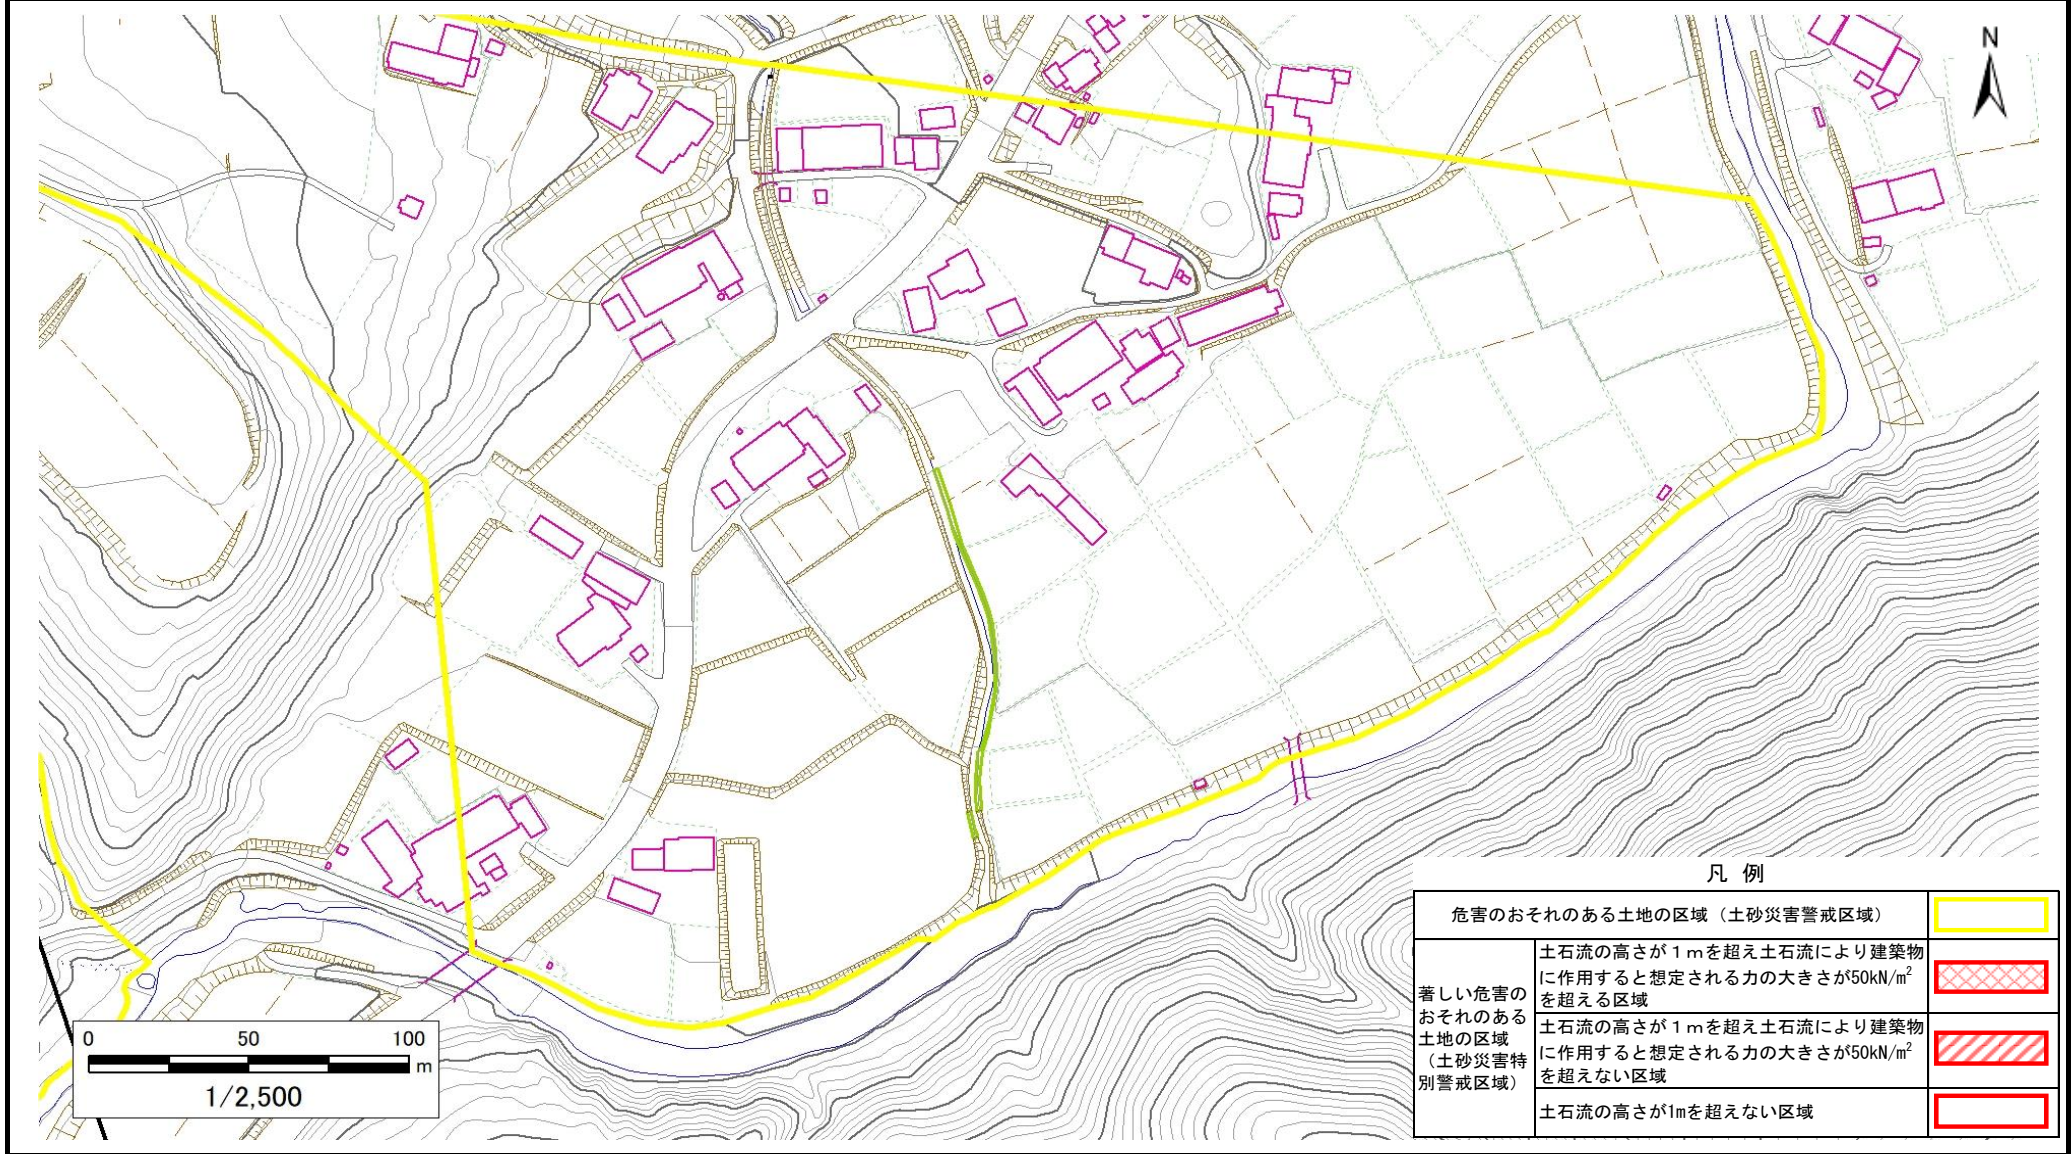 N
凡 例
危害のおそれのある土地の区域（土砂災害警戒区域）
著しい危害の
おそれのある
土地の区域
（土砂災害特
別警戒区域）
土石流の高さが１ｍを超え土石流により建築物
に作用すると想定される力の大きさが50kN/m²
を超える区域
土石流の高さが１ｍを超え土石流により建築物
に作用すると想定される力の大きさが50kN/m²
を超えない区域
土石流の高さが1mを超えない区域
0 50 100
m
1/2,500